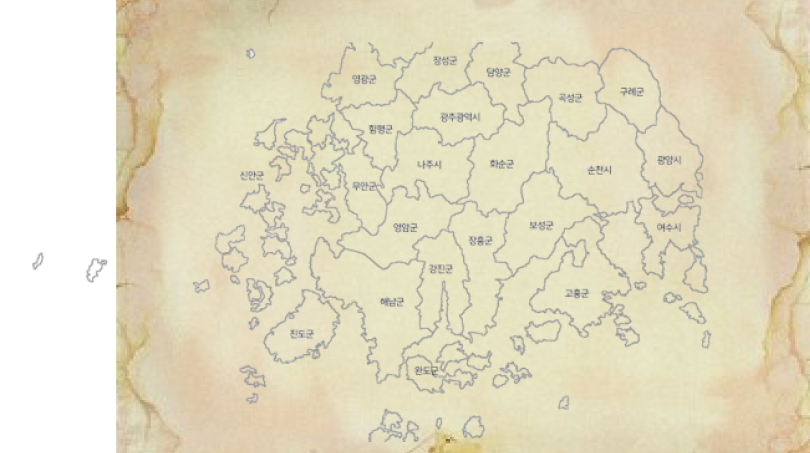 장성군
담양군
영광군
구례군
곡성군
광주광역시
함평군
광양시
나주시
화순군
순천시
신안군
무안군
보성군
영암군
여수시
장흥군
강진군
고흥군
해남군
진도군
완도군